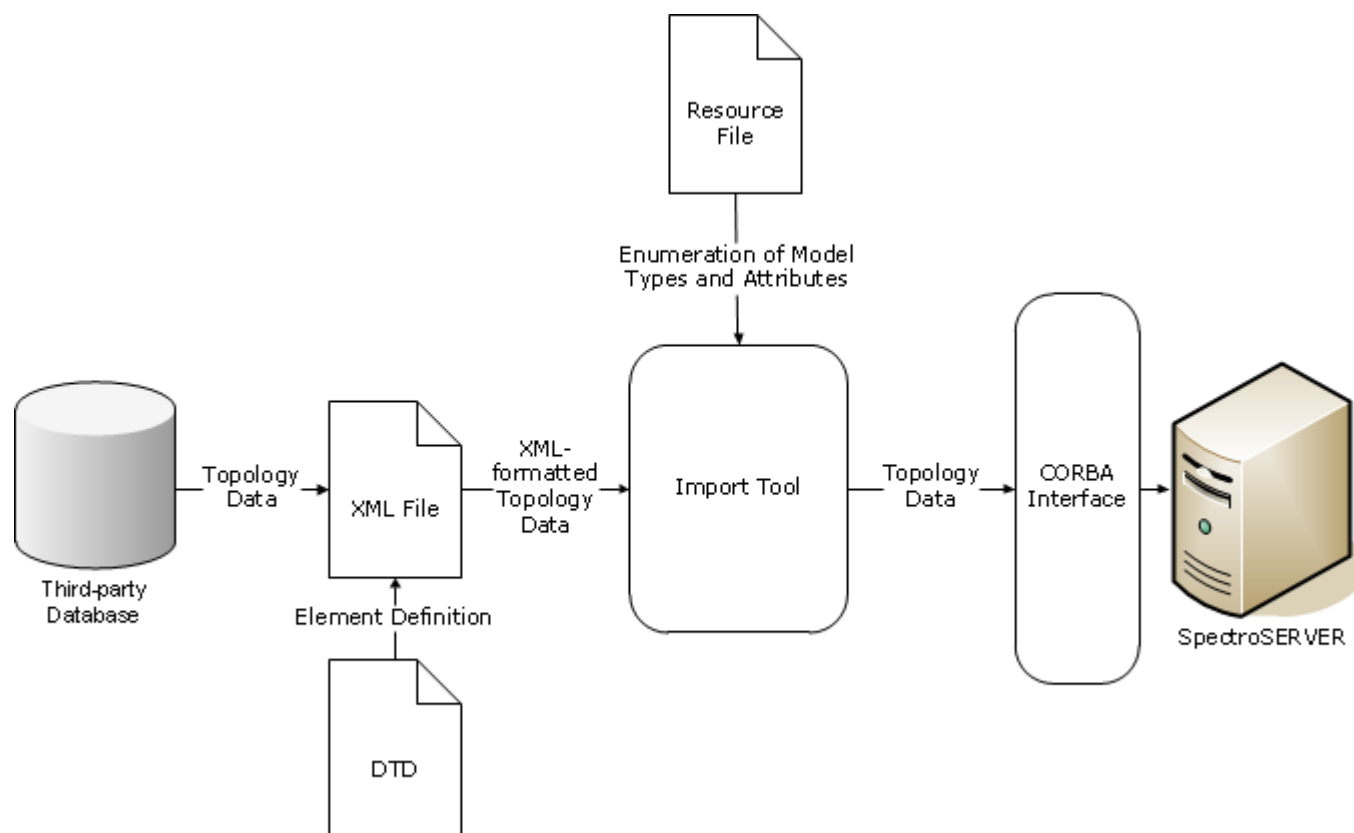 Resource
File
Enumeration of Model
Types and Attributes
Third-party
Database
Topology
Data
XML File
XML-
formatted
Topology
Data
Import Tool
Topology
Data
CORBA
Interface
SpectroSERVER
Element Definition
DTD